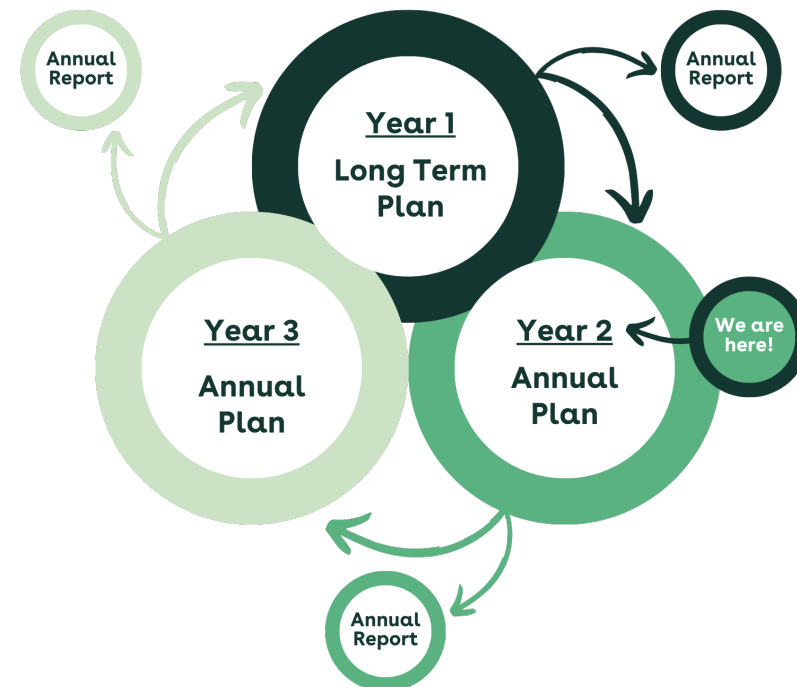 Annual
Report
Year 1
Long Term
Plan
Annual
Report
Year 3
Annual
Plan
Year 2
Annual
Plan
We are
here!
Annual
Report